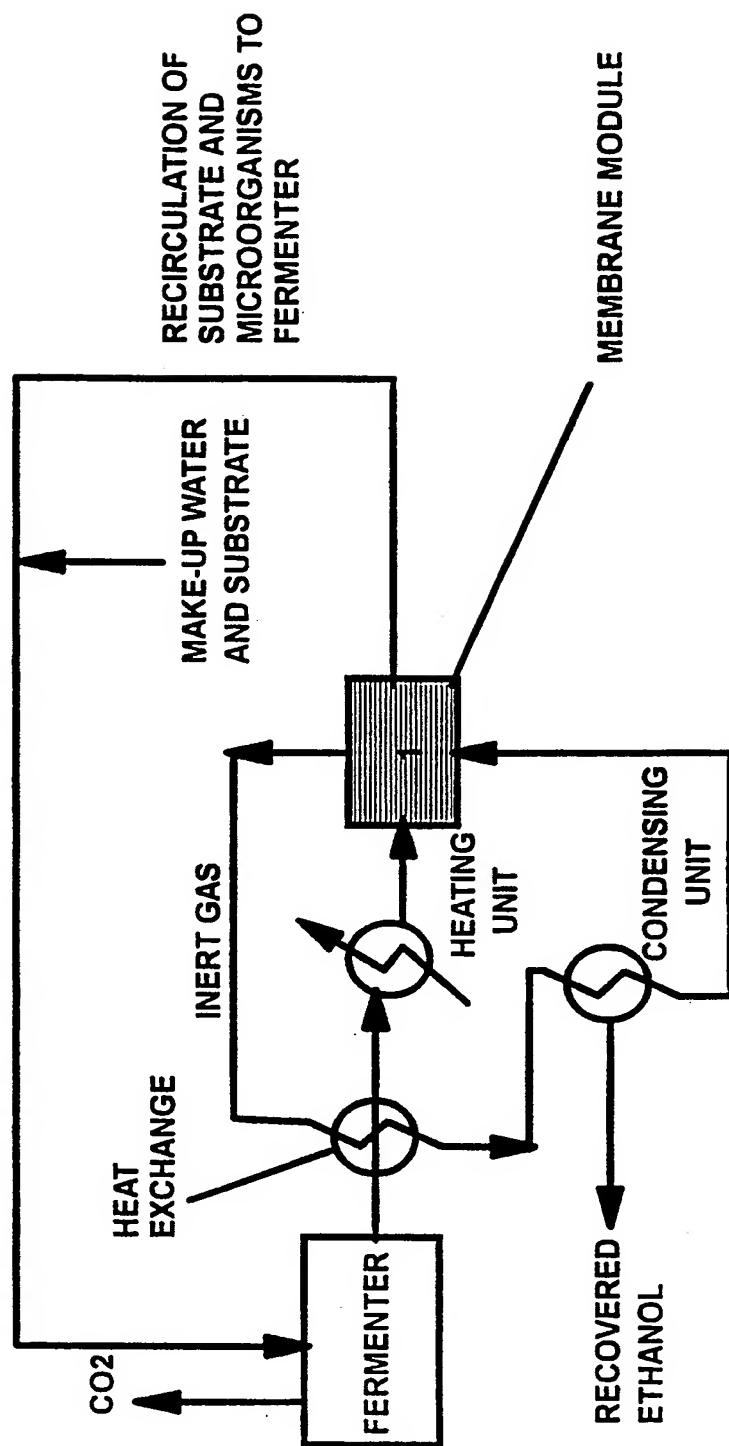 CO2
RECIRCULATION OF
SUBSTRATE AND
MICROORGANISMS TO
FERMENTER
MAKE-UP WATER
AND SUBSTRATE
INERT GAS
HEAT
EXCHANGE
FERMENTER
HEATING
UNIT
MEMBRANE MODULE
CONDENSING
UNIT
RECOVERED
ETHANOL